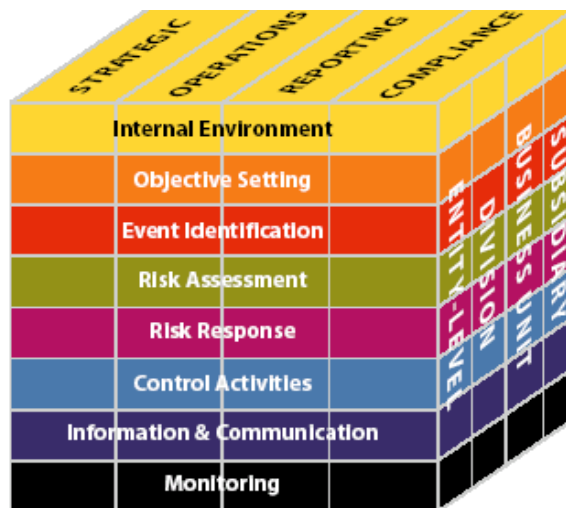 STRATEGIC
OPERATIONS
REPORTING
COMPLIANCE
Internal Environment
Objective Setting
Event Identification
Risk Assessment
Risk Response
Control Activities
Information & Communication
Monitoring
ENTITY-LEVEL
DIVISION
BUSINESS UNIT
SUBSIDIARY